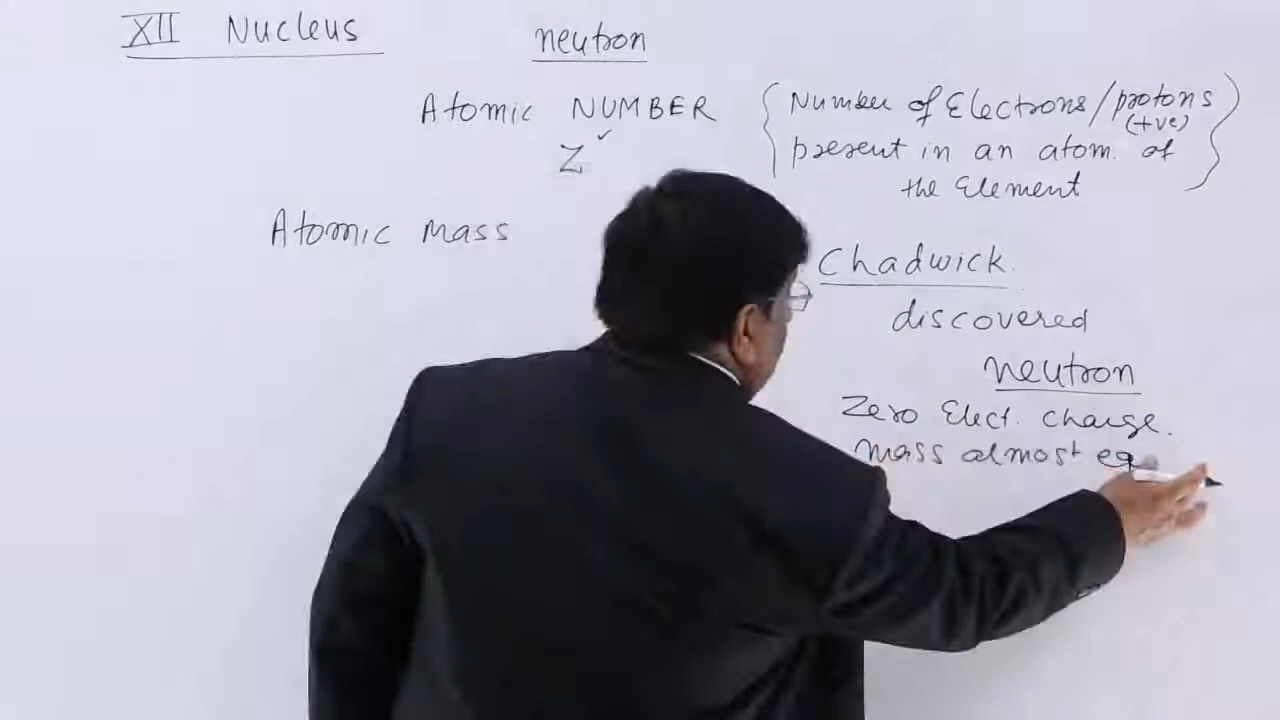 XII Nucleus
neutron
Atomic NUMBER
Z ✓
{Number of Electrons/protons
(+ve)
present in an atom. of
the Element}
Atomic mass
Chadwick.
discovered
neutron
Zero Elect. Charge.
mass almost eq